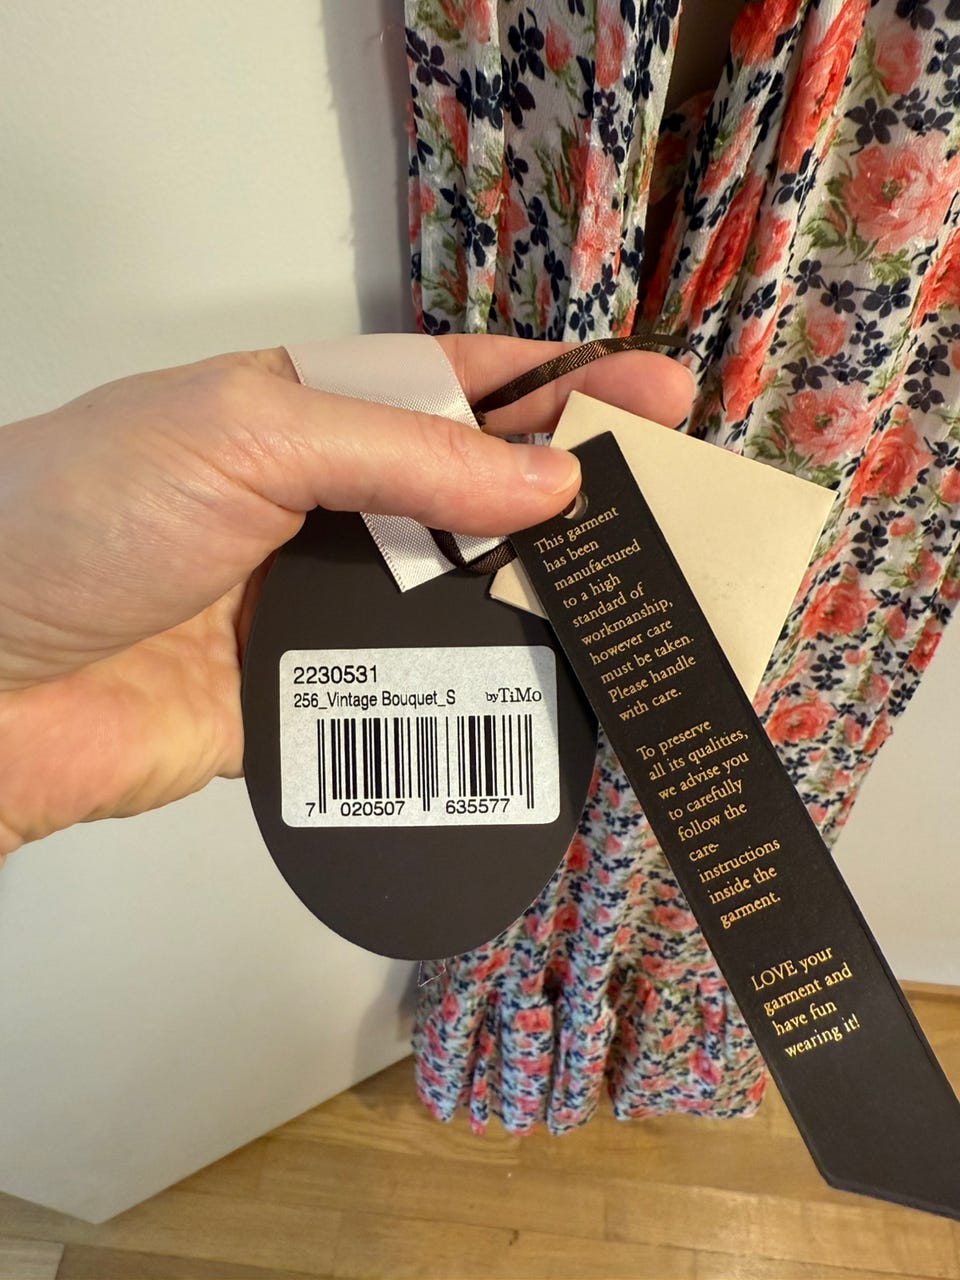 2230531
256_Vintage Bouquet_S byTiMo
7 020507 635577
This garment
has been
manufactured
to a high
standard of
workmanship,
however care
must be taken.
Please handle
with care.
To preserve
all its qualities,
we advise you
to carefully
follow the
care-
instructions
inside the
garment.
LOVE your
garment and
have fun
wearing it!